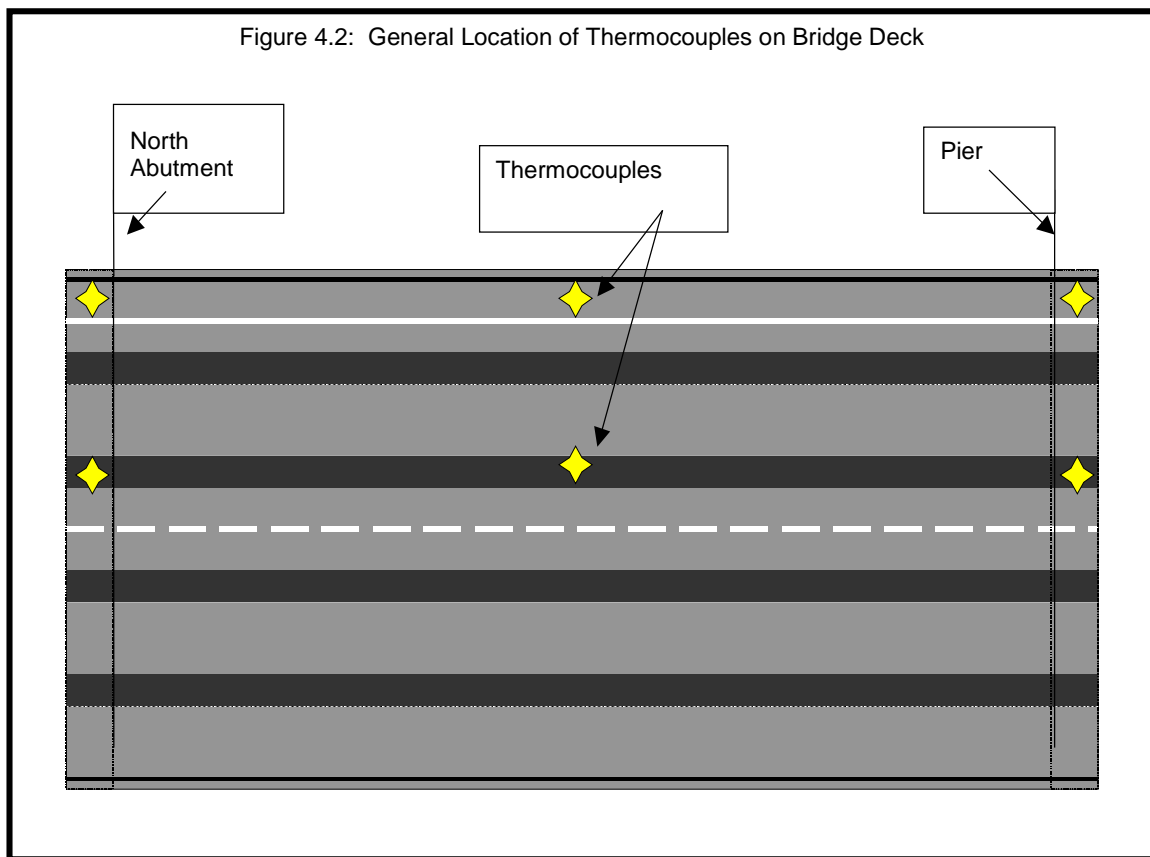 Figure 4.2: General Location of Thermocouples on Bridge Deck
North
Abutment
Thermocouples
Pier